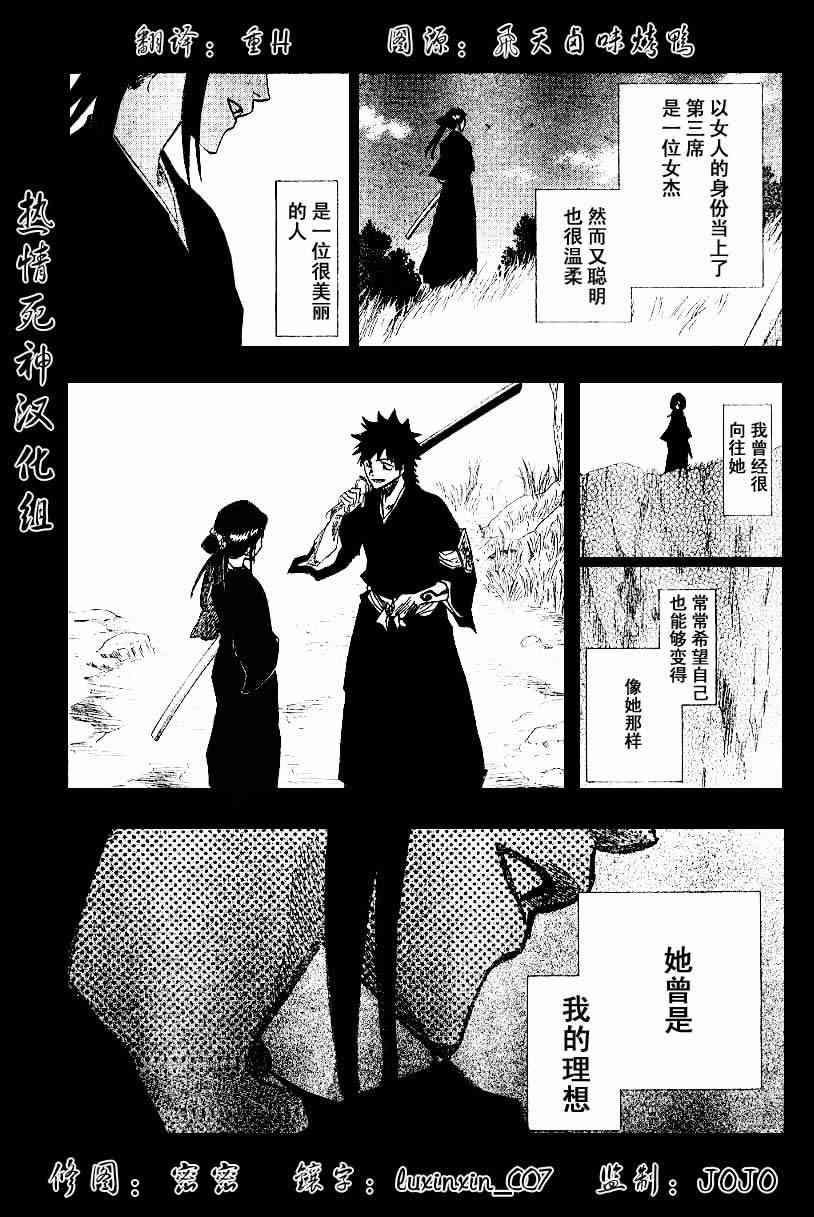 翻译：重H 图源：飛天卤味烤鸭
热情死神汉化组
以女人的身份当上了
第三席
是一位女杰
然而又聪明
也很温柔
是一位很美丽
的人
我曾经很
向往她
常常希望自己
也能够变得
像她那样
她曾是
我的理想
修图：密密 镶字：luxinxin_007 监制：JOJO